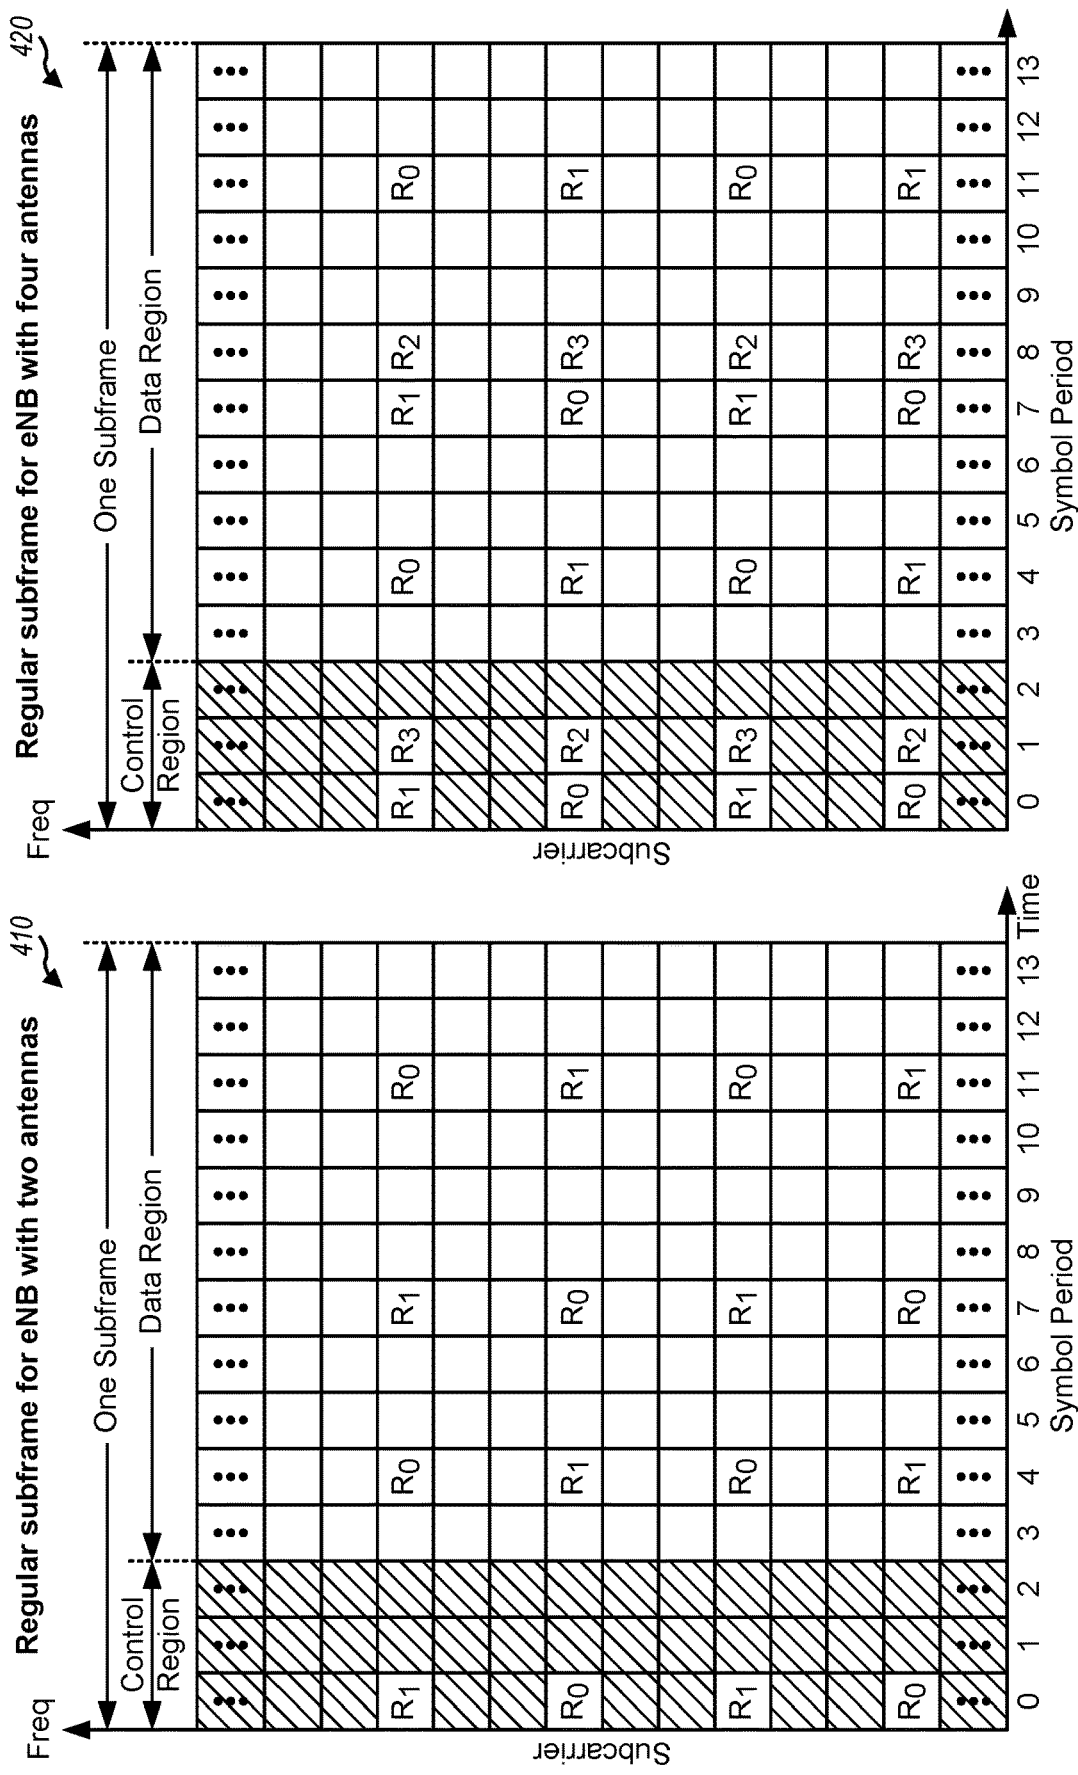 Regular subframe for eNB with two antennas
410
Freq
One Subframe
Control
Region
Data Region
Subcarrier
••• ••• ••• ••• ••• ••• ••• ••• ••• ••• ••• ••• ••• •••
R1 R0 R1 R0
R0 R1 R0 R1
R1 R0 R1 R0
R0 R1 R0 R1
••• ••• ••• ••• ••• ••• ••• ••• ••• ••• ••• ••• ••• •••
0 1 2 3 4 5 6 7 8 9 10 11 12 13
Time
Symbol Period
Regular subframe for eNB with four antennas
420
Freq
One Subframe
Control
Region
Data Region
Subcarrier
••• ••• ••• ••• ••• ••• ••• ••• ••• ••• ••• ••• ••• •••
R1 R3 R0 R1 R2 R0
R0 R2 R1 R0 R3 R1
R1 R3 R0 R1 R2 R0
R0 R2 R1 R0 R3 R1
••• ••• ••• ••• ••• ••• ••• ••• ••• ••• ••• ••• ••• •••
0 1 2 3 4 5 6 7 8 9 10 11 12 13
Symbol Period